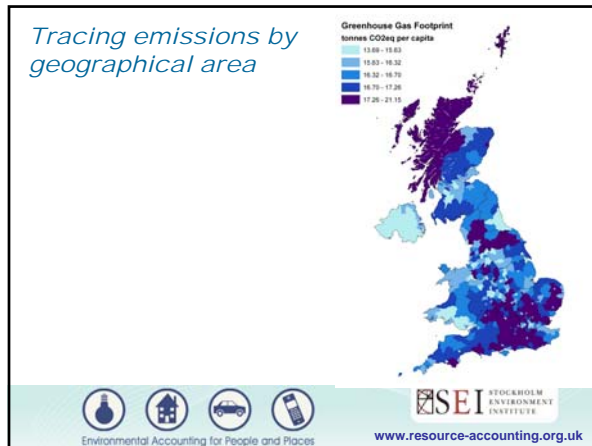 Tracing emissions by
geographical area
Greenhouse Gas Footprint
tonnes CO2eq per capita
13.69 - 15.63
15.63 - 16.32
16.32 - 16.70
16.70 - 17.26
17.26 - 21.15
Environmental Accounting for People and Places
SEI STOCKHOLM
ENVIRONMENT
INSTITUTE
www.resource-accounting.org.uk